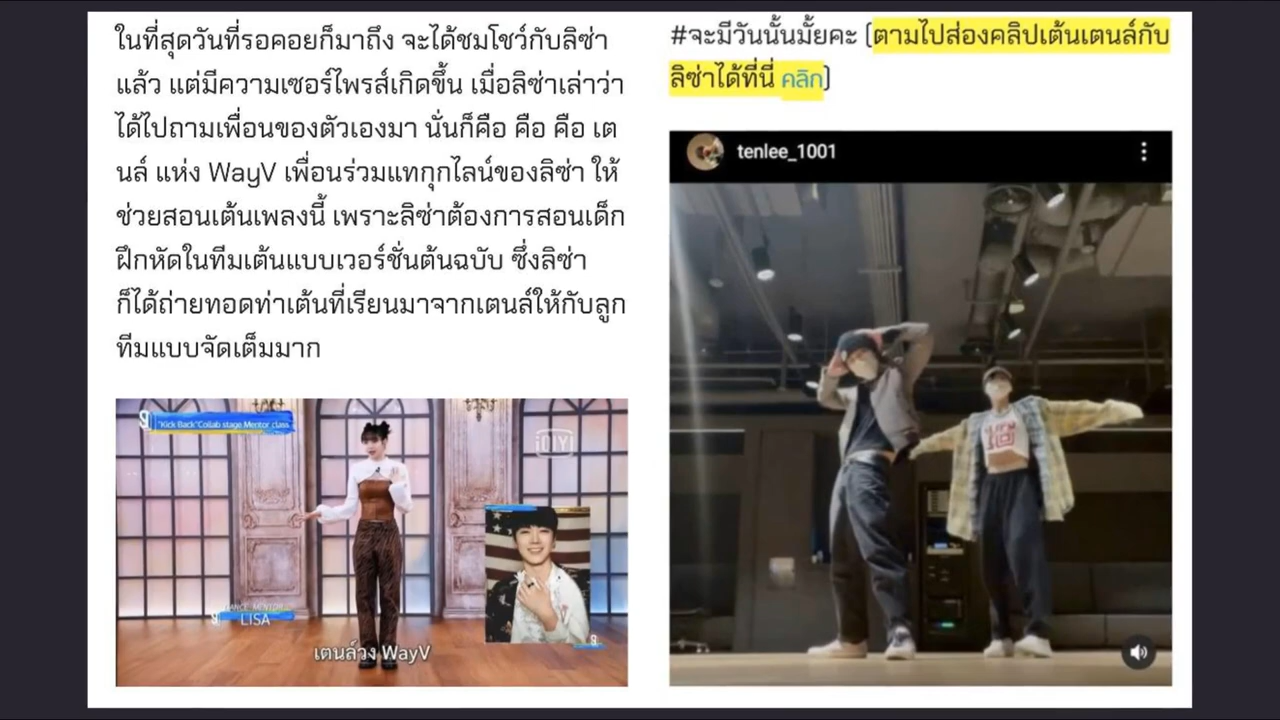 ในที่สุดวันที่รอคอยก็มาถึง จะได้ชมโชว์กับลิซ่า
แล้ว แต่มีความเซอร์ไพรส์เกิดขึ้น เมื่อลิซ่าเล่าว่า
ได้ไปถามเพื่อนของตัวเองมา นั่นก็คือ คือ คือ เต
นล์ แห่ง WayV เพื่อนร่วมแทกุกไลน์ของลิซ่า ให้
ช่วยสอนเต้นเพลงนี้ เพราะลิซ่าต้องการสอนเด็ก
ฝึกหัดในทีมเต้นแบบเวอร์ชั่นต้นฉบับ ซึ่งลิซ่า
ก็ได้ถ่ายทอดท่าเต้นที่เรียนมาจากเตนล์ให้กับลูก
ทีมแบบจัดเต็มมาก
"Kick Back"Collab stage Mentor class
iQIYI
DANCE MENTOR
LISA
เตนล์วง WayV
#จะมีวันนั้นมั้ยคะ (ตามไปส่องคลิปเต้นเตนล์กับ
ลิซ่าได้ที่นี่ คลิก)
tenlee_1001